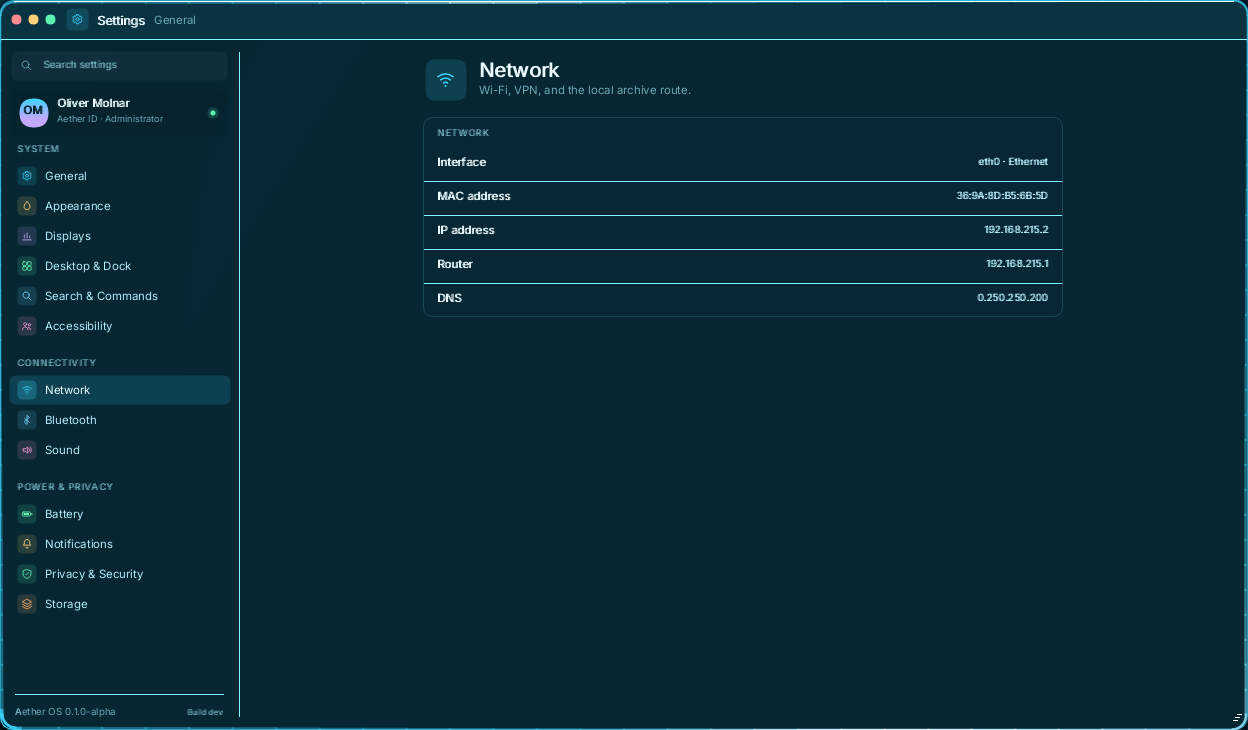 Settings General
Search settings
OM
Oliver Molnar
Aether ID · Administrator
SYSTEM
General
Appearance
Displays
Desktop & Dock
Search & Commands
Accessibility
CONNECTIVITY
Network
Bluetooth
Sound
POWER & PRIVACY
Battery
Notifications
Privacy & Security
Storage
Aether OS 0.1.0-alpha Build dev
Network
Wi-Fi, VPN, and the local archive route.
NETWORK
Interface eth0 · Ethernet
MAC address 36:9A:8D:B5:6B:5D
IP address 192.168.215.2
Router 192.168.215.1
DNS 0.250.250.200